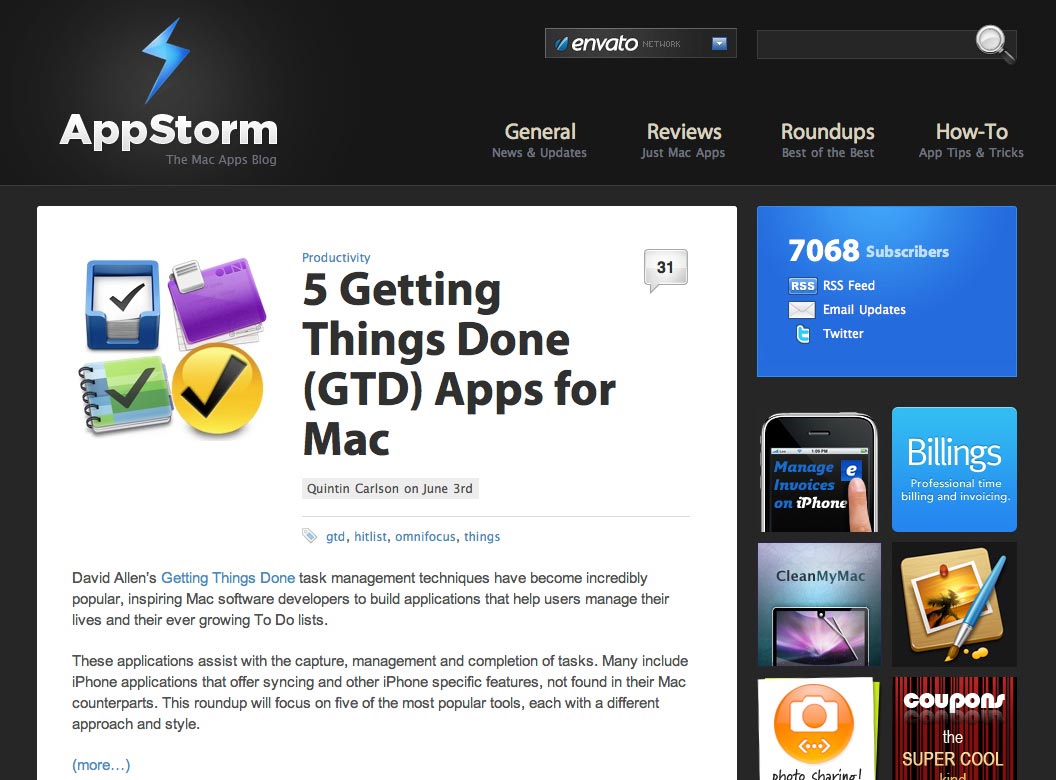 envato NETWORK
AppStorm
The Mac Apps Blog
General
News & Updates
Reviews
Just Mac Apps
Roundups
Best of the Best
How-To
App Tips & Tricks
Productivity
5 Getting
Things Done
(GTD) Apps for
Mac
31
Quintin Carlson on June 3rd
gtd, hitlist, omnifocus, things
David Allen's Getting Things Done task management techniques have become incredibly
popular, inspiring Mac software developers to build applications that help users manage their
lives and their ever growing To Do lists.
These applications assist with the capture, management and completion of tasks. Many include
iPhone applications that offer syncing and other iPhone specific features, not found in their Mac
counterparts. This roundup will focus on five of the most popular tools, each with a different
approach and style.
(more…)
7068 Subscribers
RSS RSS Feed
Email Updates
t Twitter
1:09 PM
Manage
Invoices
on iPhone
e
Billings
Professional time
billing and invoicing.
CleanMyMac
photo sharing!
coupons
the
SUPER COOL
kind